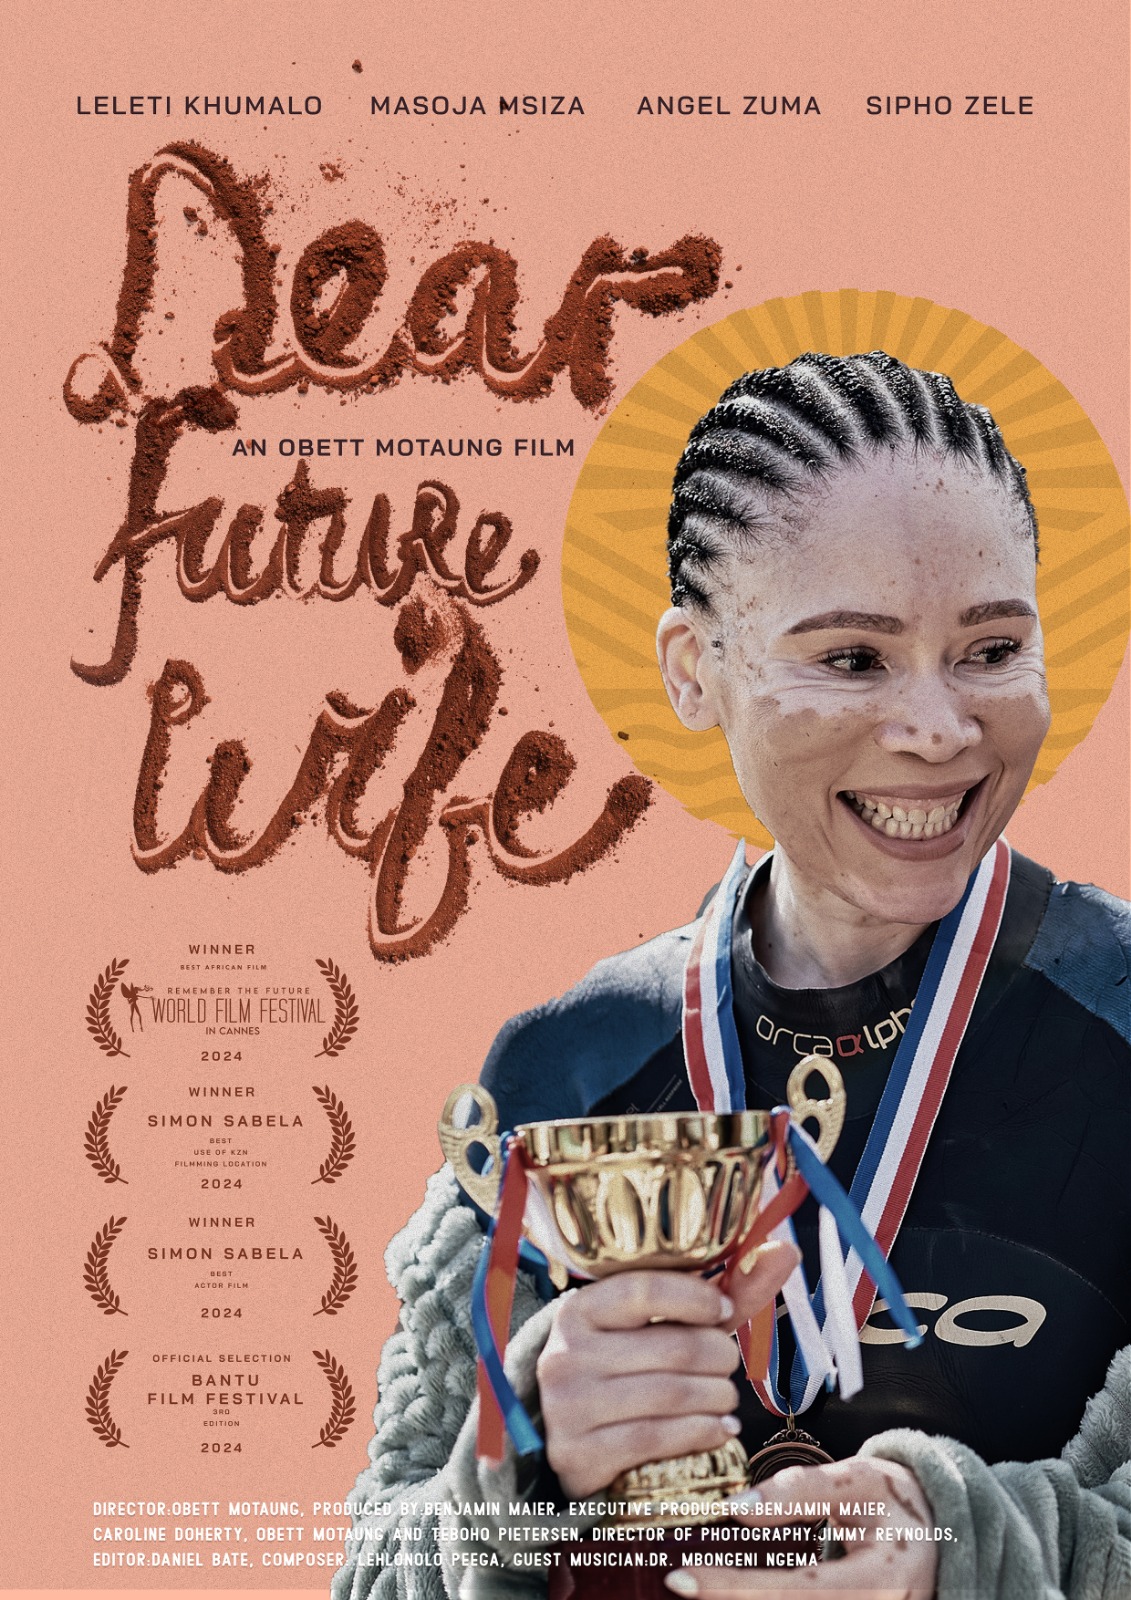 LELETI KHUMALO MASOJA MSIZA ANGEL ZUMA SIPHO ZELE
Dear
AN OBETT MOTAUNG FILM
Future
Wife
WINNER
BEST AFRICAN FILM
REMEMBER THE FUTURE
WORLD FILM FESTIVAL
IN CANNES
2024
WINNER
SIMON SABELA
BEST
USE OF KZN
FILMMING LOCATION
2024
WINNER
SIMON SABELA
BEST
ACTOR FILM
2024
OFFICIAL SELECTION
BANTU
FILM FESTIVAL
3RD
EDITION
2024
orca alph
ca
DIRECTOR:OBETT MOTAUNG, PRODUCED BY:BENJAMIN MAIER, EXECUTIVE PRODUCERS:BENJAMIN MAIER,
CAROLINE DOHERTY, OBETT MOTAUNG AND TEBOHO PIETERSEN, DIRECTOR OF PHOTOGRAPHY:JIMMY REYNOLDS,
EDITOR:DANIEL BATE, COMPOSER: LEHLONOLO PEEGA, GUEST MUSICIAN:DR. MBONGENI NGEMA